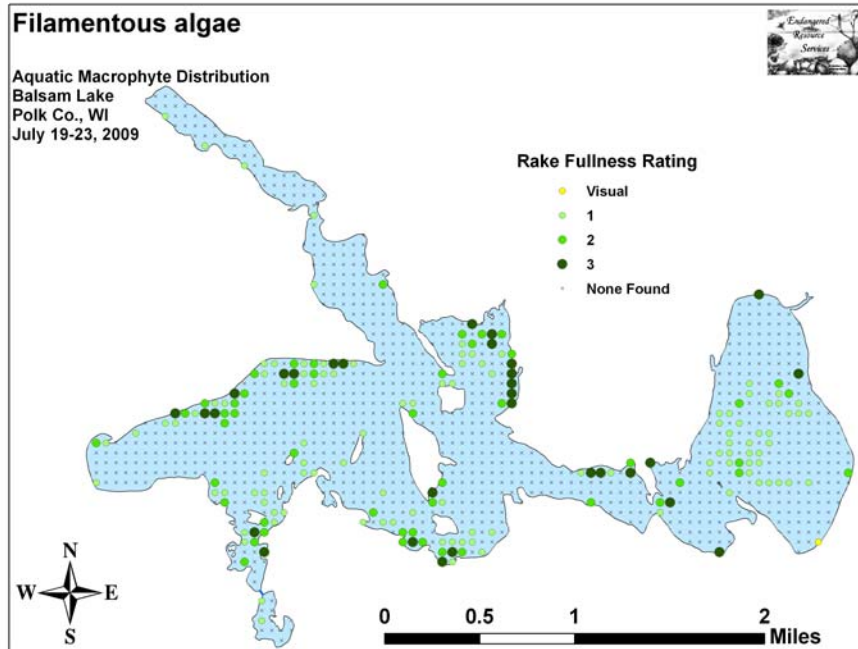 Filamentous algae
Endangered
Resource
Services
Aquatic Macrophyte Distribution
Balsam Lake
Polk Co., WI
July 19-23, 2009
Rake Fullness Rating
Visual
1
2
3
None Found
N
W E
S
0 0.5 1 2
Miles